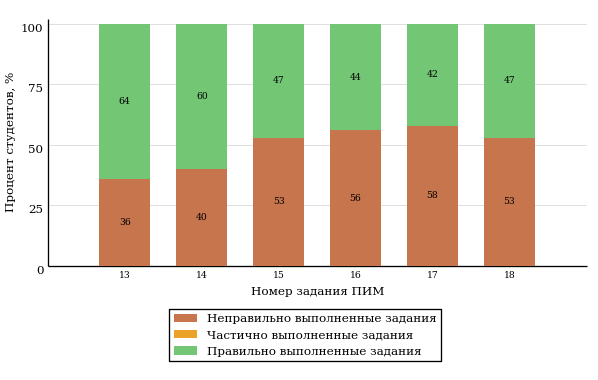 100
75
50
25
0
Процент студентов, %
64 60 47 44 42 47
36 40 53 56 58 53
13 14 15 16 17 18
Номер задания ПИМ
Неправильно выполненные задания
Частично выполненные задания
Правильно выполненные задания